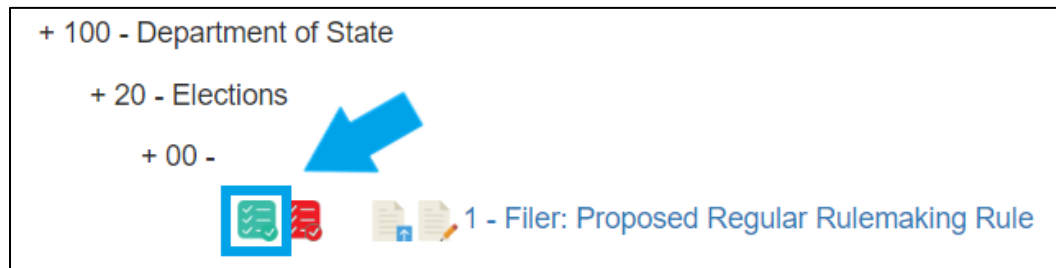 + 100 - Department of State
+ 20 - Elections
+ 00 -
1 - Filer: Proposed Regular Rulemaking Rule